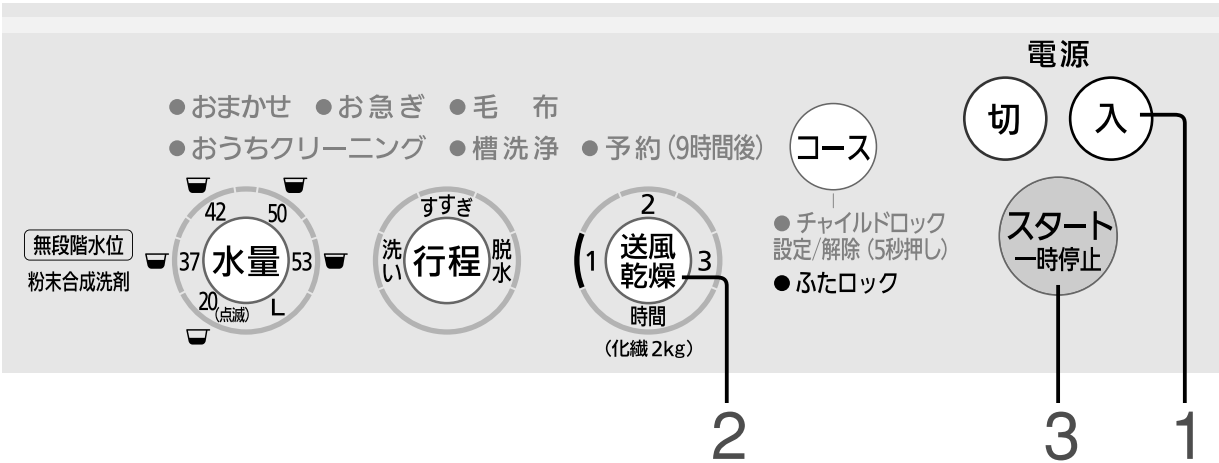 電源
切
入
●おまかせ ●お急ぎ ●毛 布
●おうちクリーニング ●槽洗浄 ●予約(9時間後)
コース
●チャイルドロック
設定/解除(5秒押し)
●ふたロック
スタート
一時停止
無段階水位
粉末合成洗剤
42
50
37
水量
53
20
(点滅)
L
すすぎ
洗い
行程
脱水
2
1
送風
乾燥
3
時間
(化繊2kg)
2
3
1